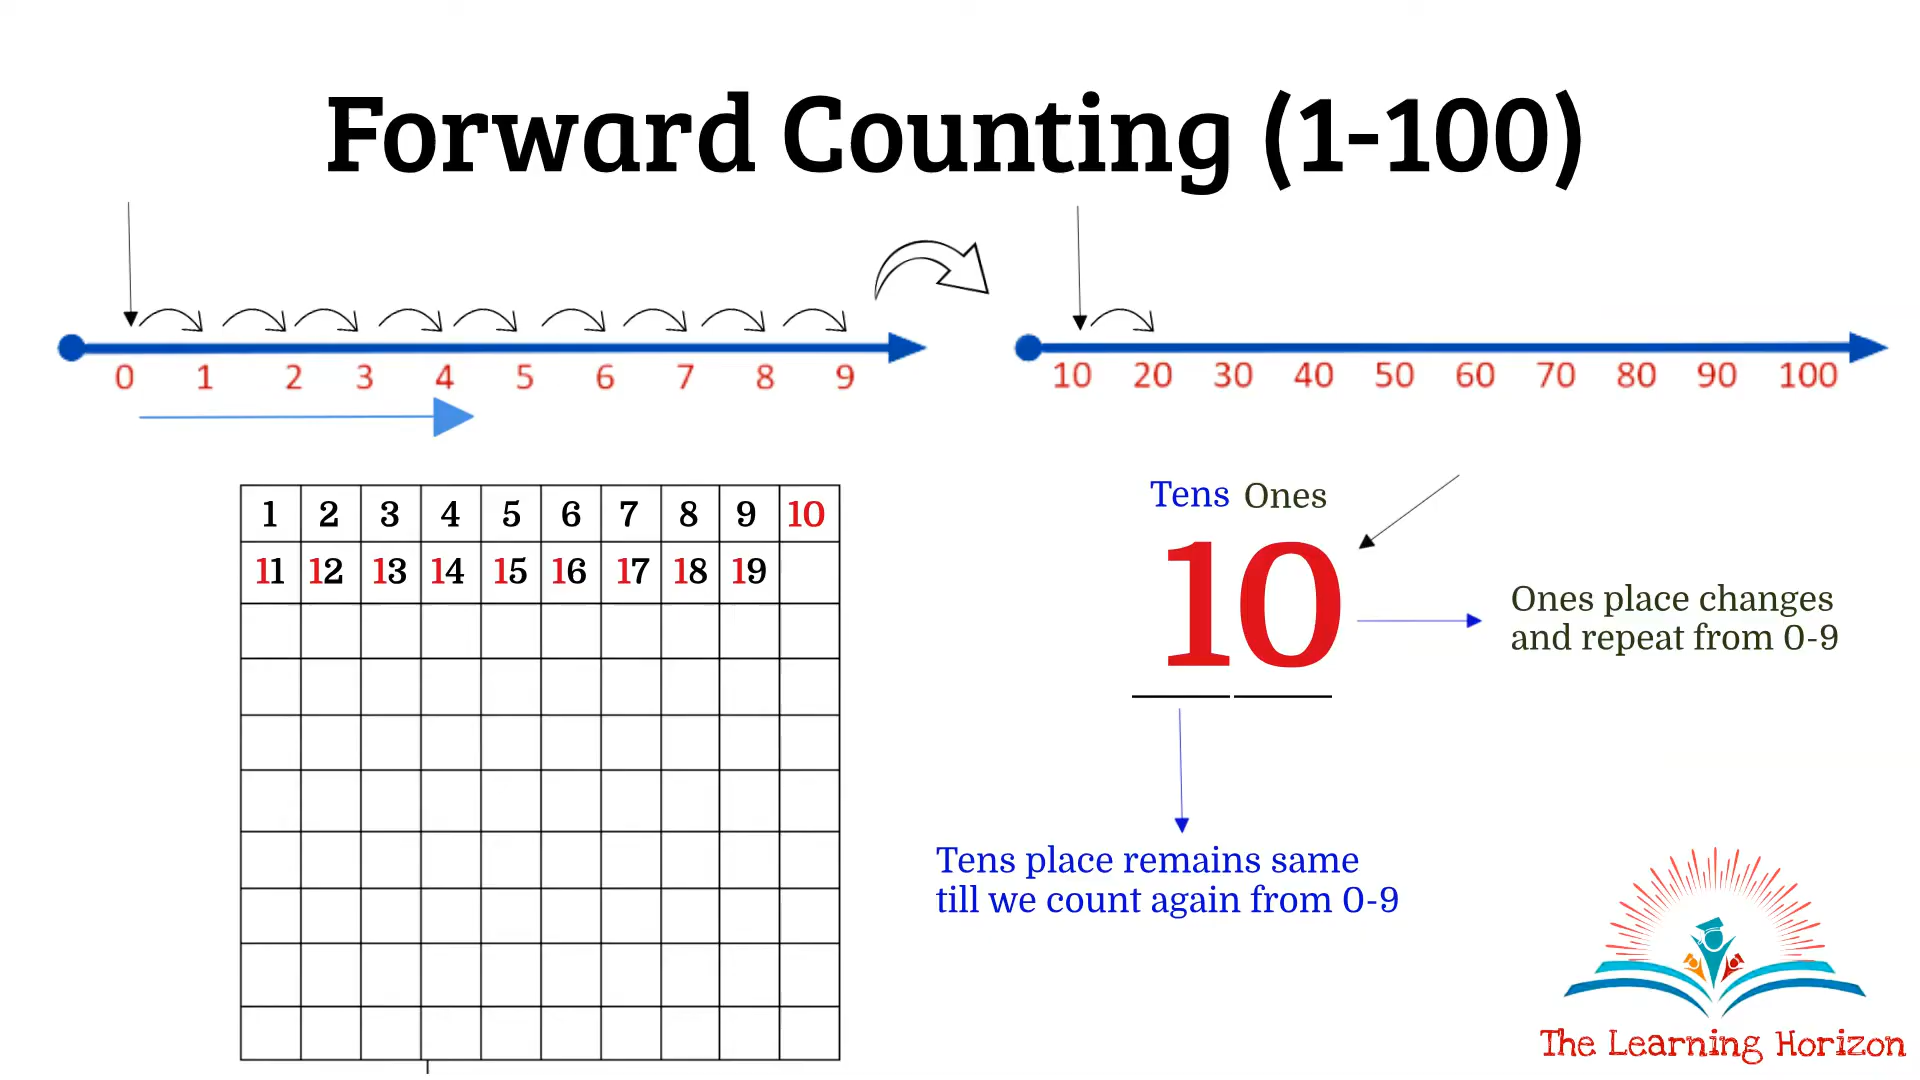 Forward Counting (1-100)
0 1 2 3 4 5 6 7 8 9
10 20 30 40 50 60 70 80 90 100
1 2 3 4 5 6 7 8 9 10
11 12 13 14 15 16 17 18 19
Tens Ones
10
Ones place changes
and repeat from 0-9
Tens place remains same
till we count again from 0-9
The Learning Horizon